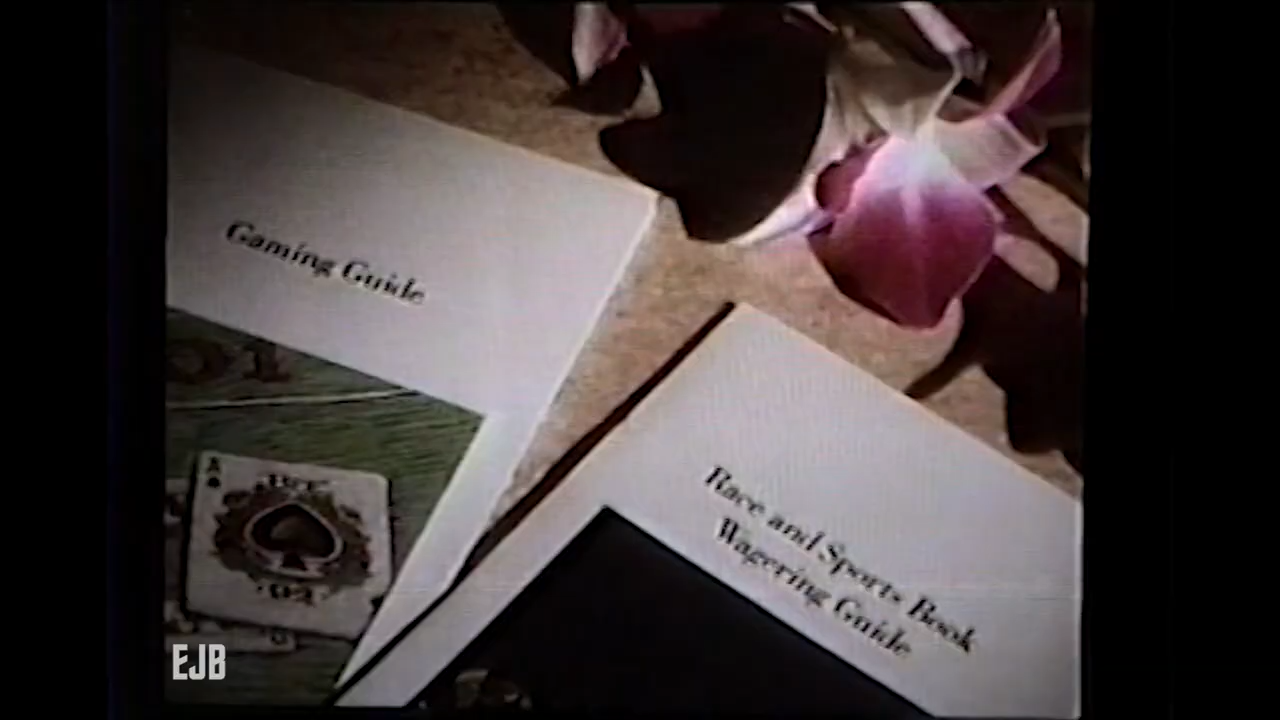 Gaming Guide
Race and Sports Book
Wagering Guide
A
EJB